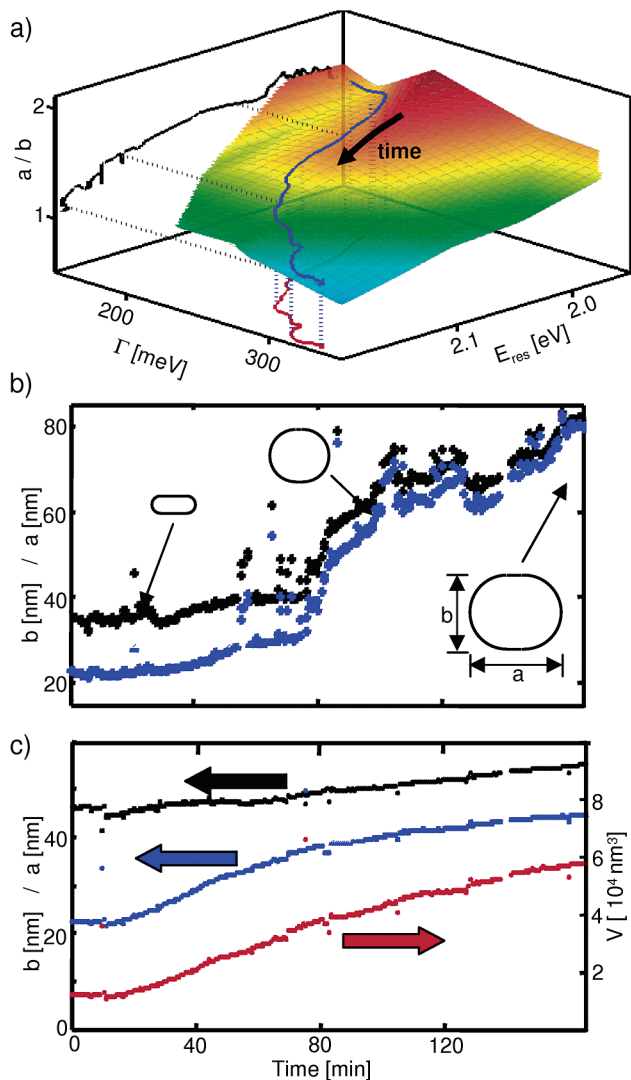 a)
2
a / b
1
time
200
Γ [meV]
300
2.0
2.1
E_res [eV]
b)
80
60
40
20
b [nm] / a [nm]
b
a
c)
40
20
0
b [nm] / a [nm]
8
6
4
2
V [10⁴ nm³]
0
40
80
120
Time [min]